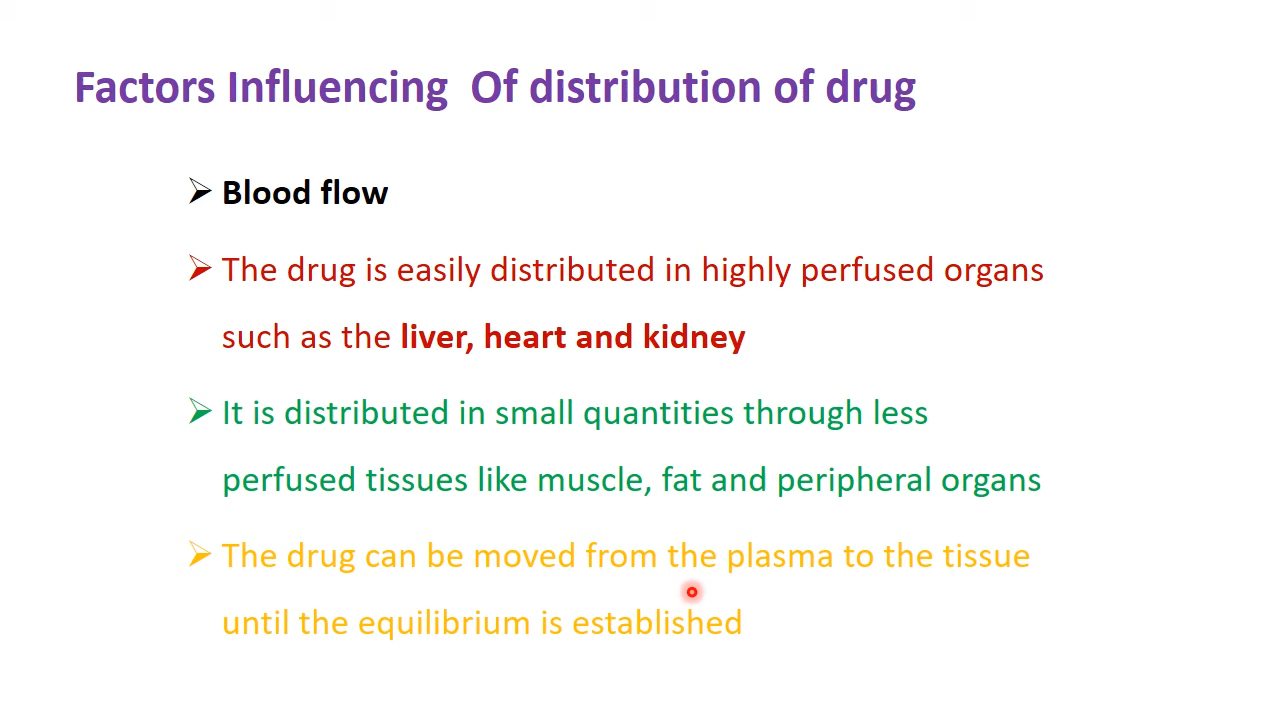 Factors Influencing  Of distribution of drug
Blood flow
The drug is easily distributed in highly perfused organs
such as the liver, heart and kidney
It is distributed in small quantities through less
perfused tissues like muscle, fat and peripheral organs
The drug can be moved from the plasma to the tissue
until the equilibrium is established